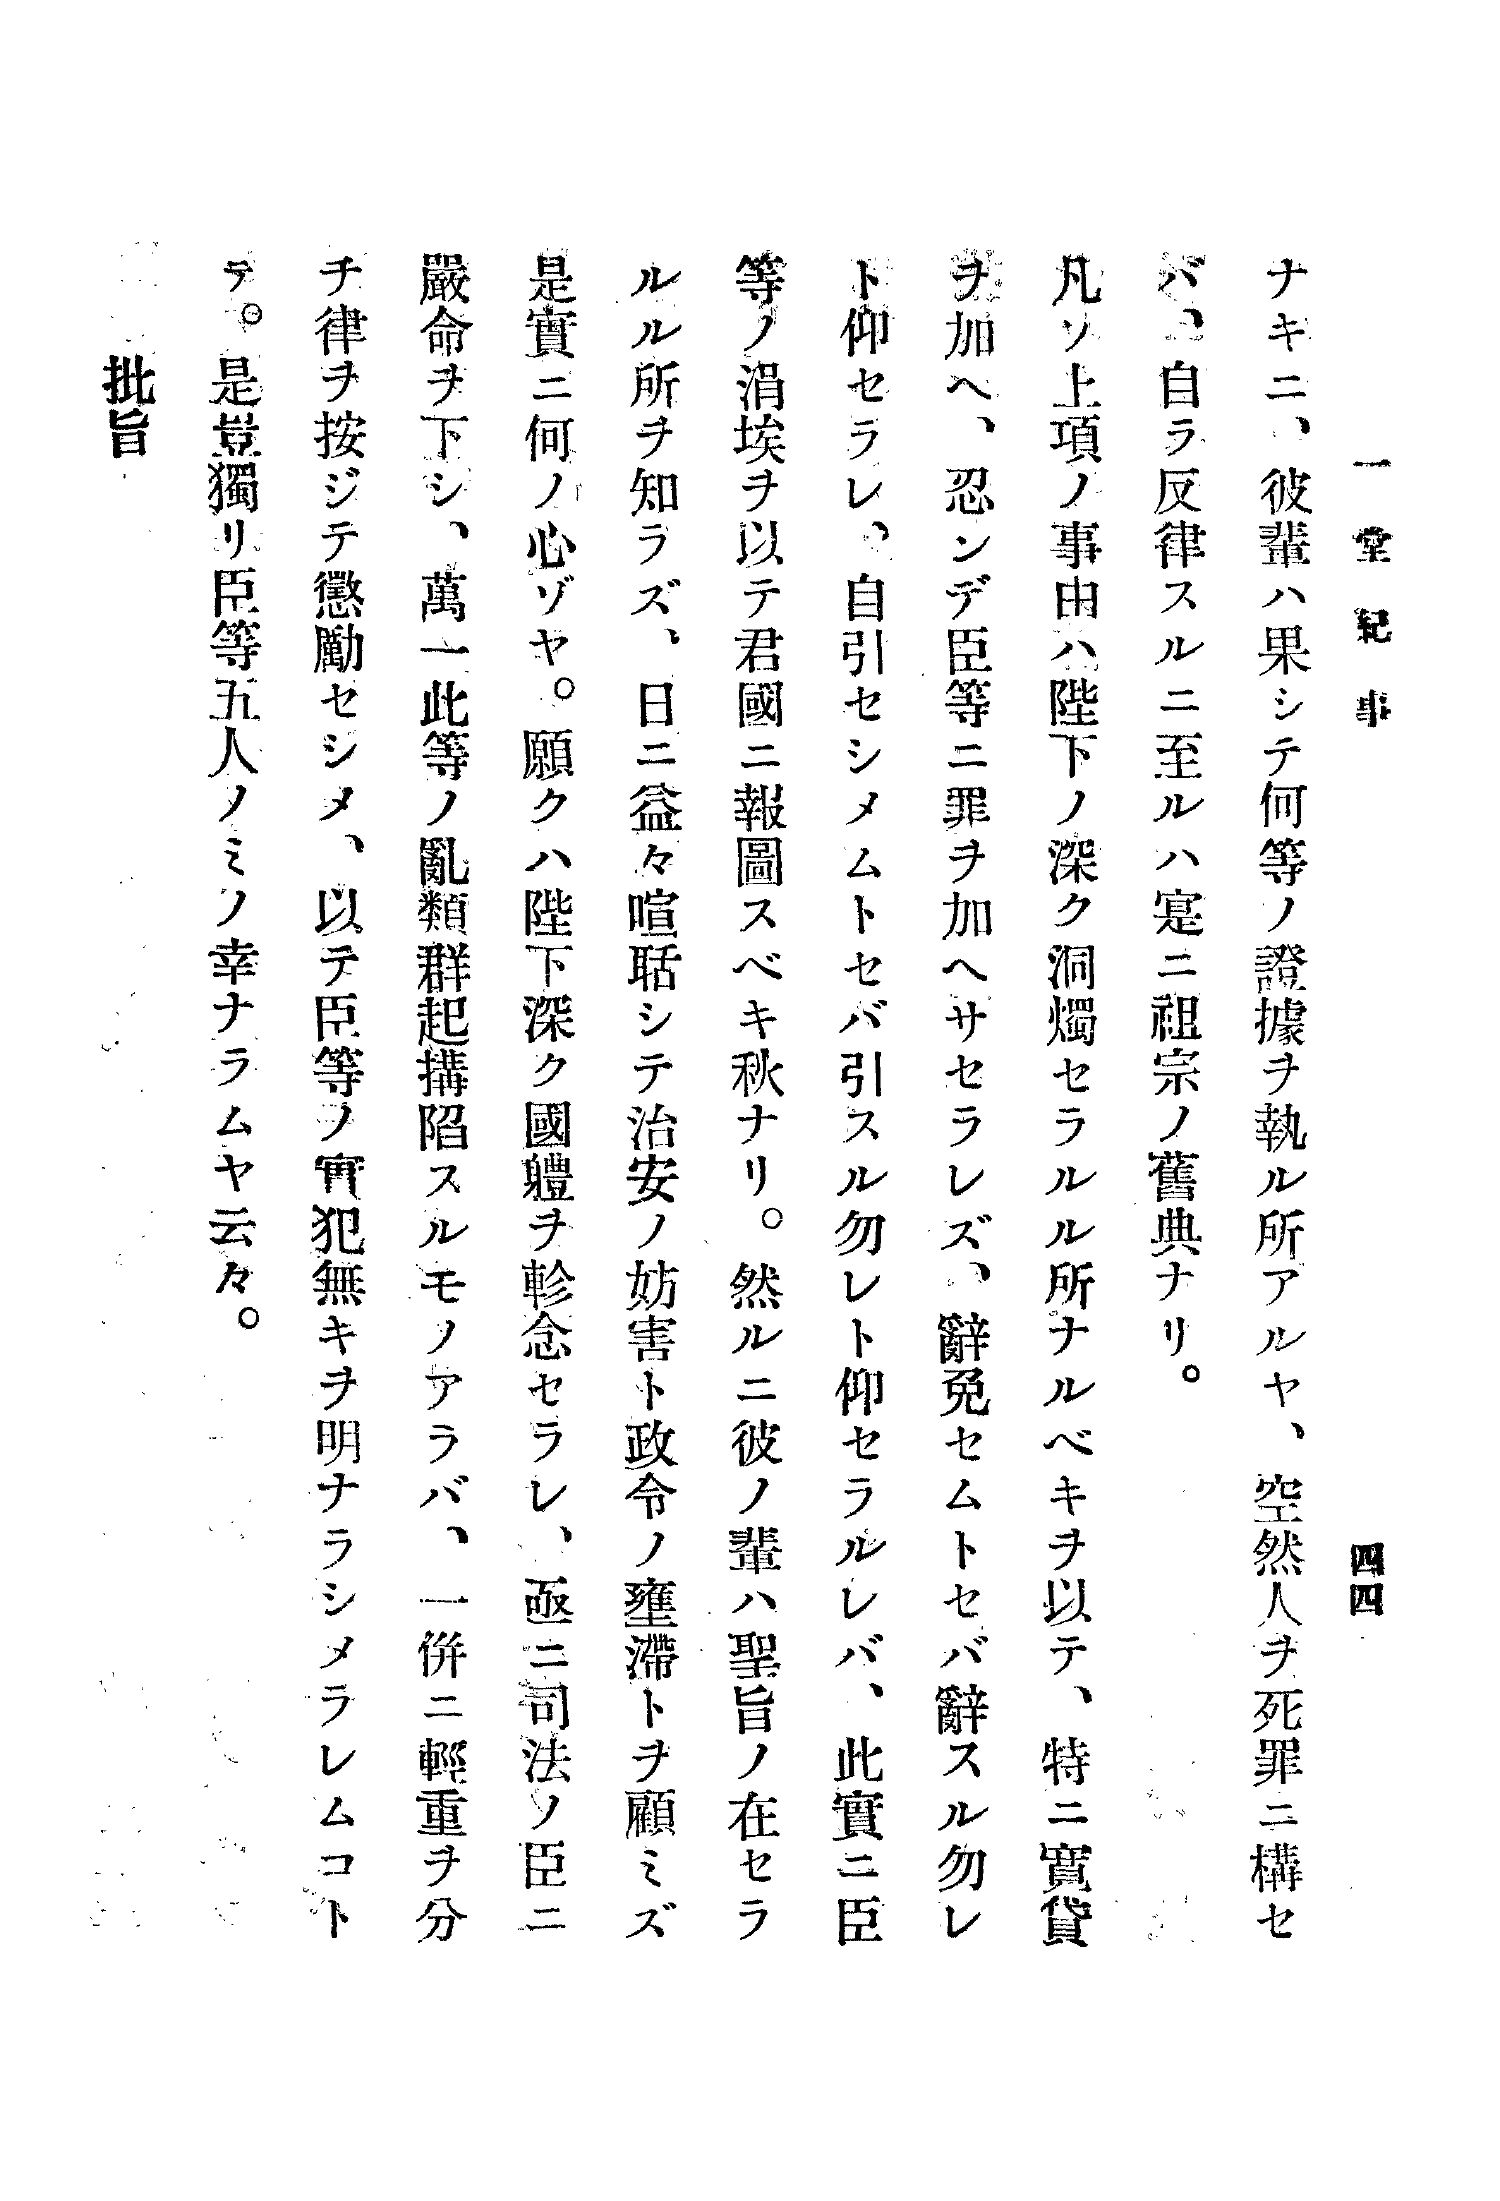 一堂紀事
四四
ナキニ、彼輩ハ果シテ何等ノ證據ヲ執ル所アルヤ、空然人ヲ死罪ニ構セ
バ、自ラ反律スルニ至ルハ寔ニ祖宗ノ舊典ナリ。
凡ソ上項ノ事由ハ陛下ノ深ク洞燭セラルル所ナルベキヲ以テ、特ニ寬貸
ヲ加ヘ、忍ンデ臣等ニ罪ヲ加ヘサセラレズ、辭免セムトセバ辭スル勿レ
ト仰セラレ、自引セシメムトセバ引スル勿レト仰セラルレバ、此實ニ臣
等ノ涓埃ヲ以テ君國ニ報圖スベキ秋ナリ。然ルニ彼ノ輩ハ聖旨ノ在セラ
ルル所ヲ知ラズ、日ニ益々喧聒シテ治安ノ妨害ト政令ノ壅滯トヲ顧ミズ
是實ニ何ノ心ゾヤ。願クハ陛下深ク國軆ヲ軫念セラレ、亟ニ司法ノ臣ニ
嚴命ヲ下シ、萬一此等ノ亂類群起搆陷スルモノアラバ、一併ニ輕重ヲ分
チ律ヲ按ジテ懲勵セシメ、以テ臣等ノ實犯無キヲ明ナラシメラレムコト
ヲ。是豈獨リ臣等五人ノミノ幸ナラムヤ云々。
批旨